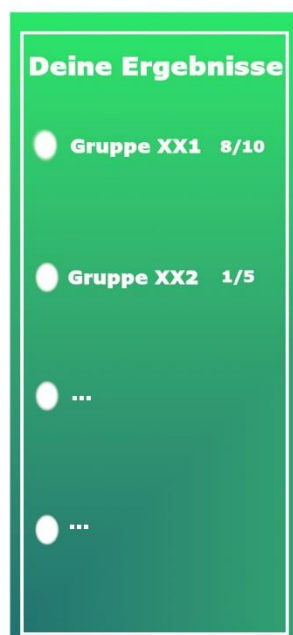 Deine Ergebnisse
Gruppe XX1 8/10
Gruppe XX2 1/5
...
...